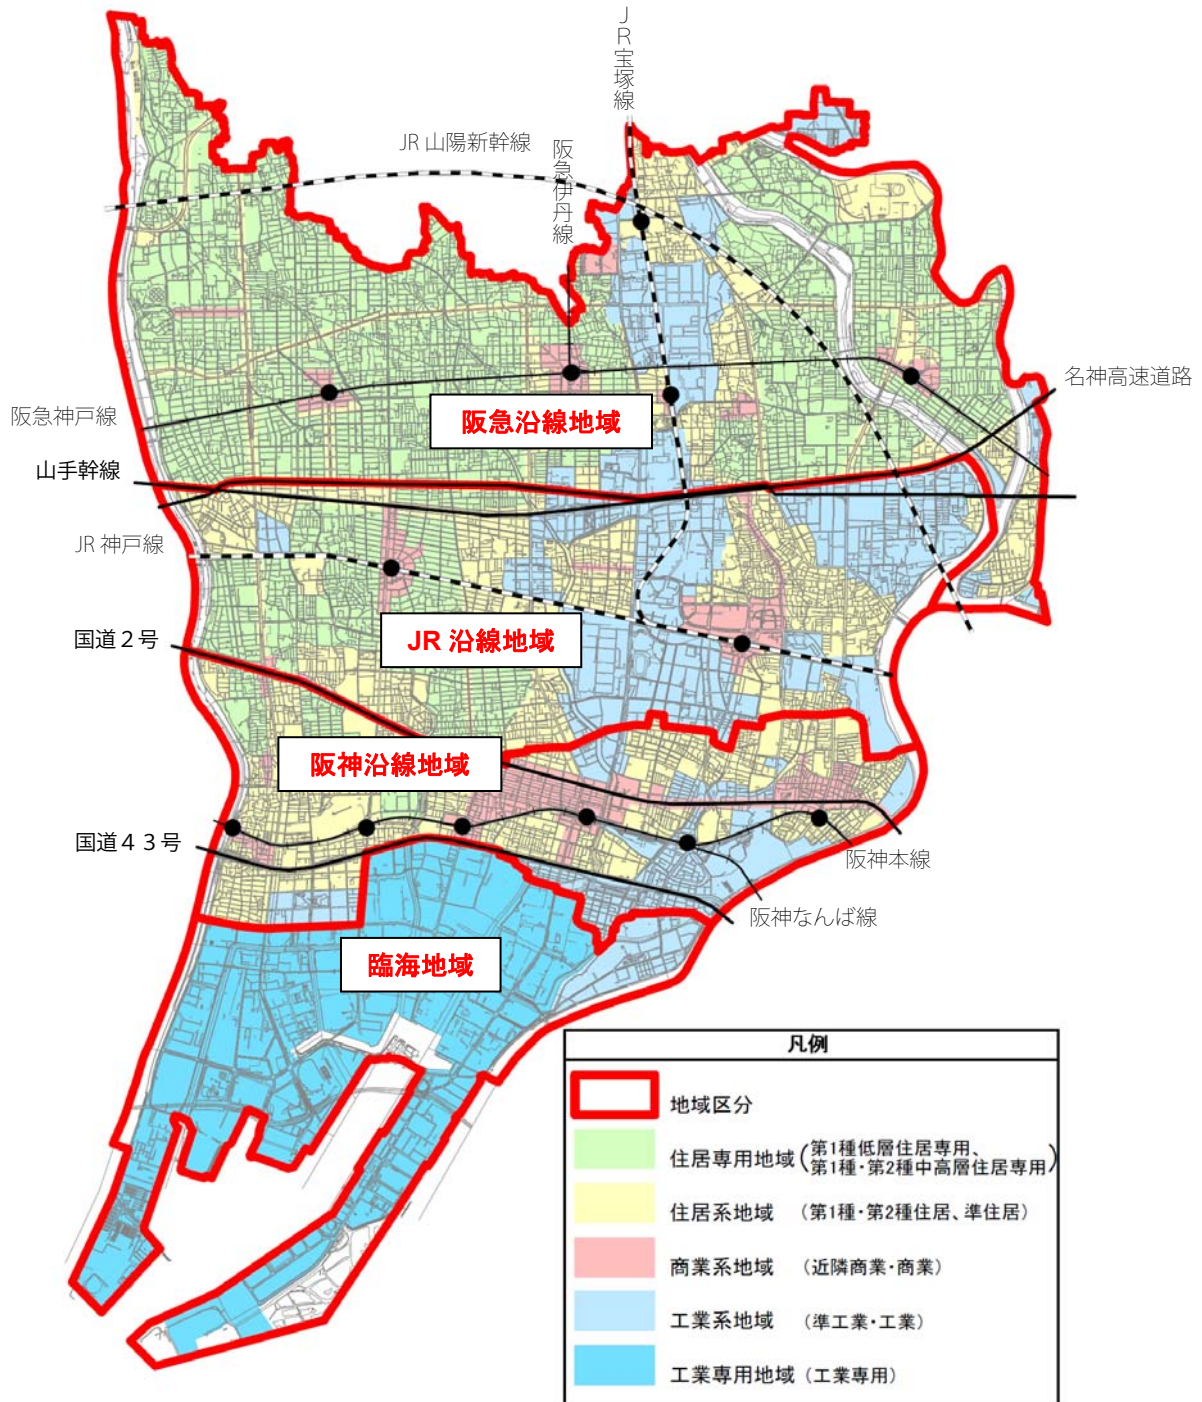 JR宝塚線
JR 山陽新幹線
阪急伊丹線
名神高速道路
阪急神戸線
阪急沿線地域
山手幹線
JR 神戸線
国道２号
JR 沿線地域
阪神沿線地域
国道４３号
阪神本線
阪神なんば線
臨海地域
凡例
地域区分
住居専用地域 (第1種低層住居専用、
第1種・第2種中高層住居専用)
住居系地域 (第1種・第2種住居、準住居)
商業系地域 (近隣商業・商業)
工業系地域 (準工業・工業)
工業専用地域 (工業専用)